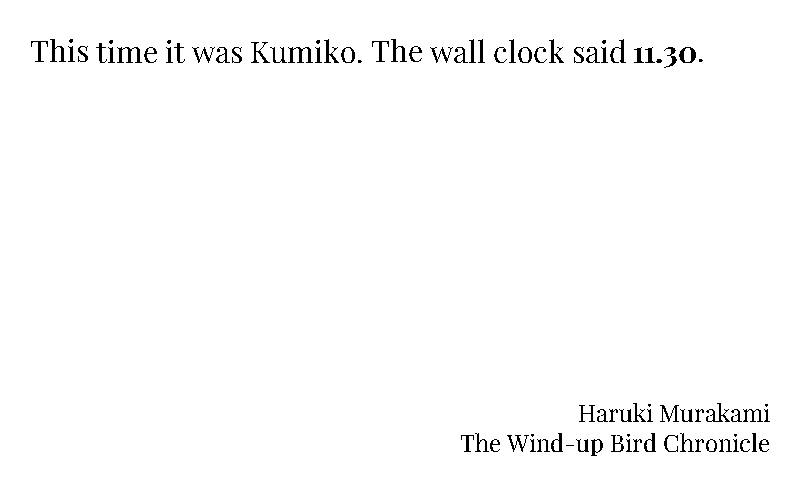 This time it was Kumiko. The wall clock said 11.30.
Haruki Murakami
The Wind-up Bird Chronicle